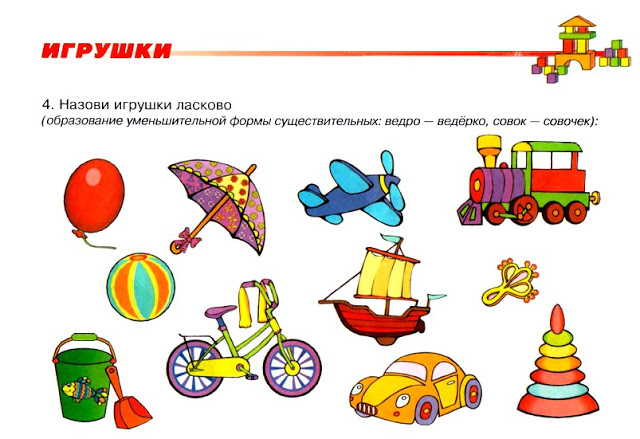 ИГРУШКИ
4. Назови игрушки ласково
(образование уменьшительной формы существительных: ведро — ведёрко, совок — совочек):